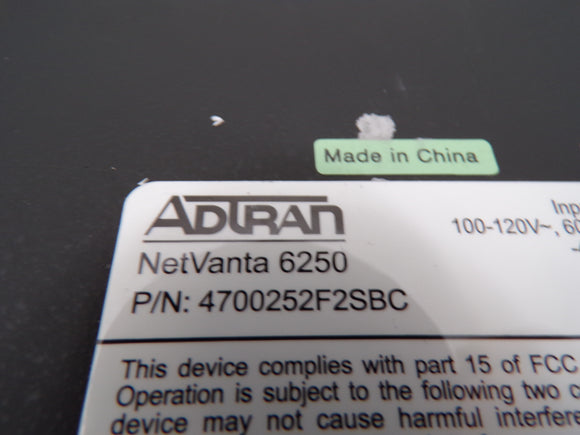 Made in China
ADTRAN
NetVanta 6250
P/N: 4700252F2SBC
100-120V~, 60
This device complies with part 15 of FCC
Operation is subject to the following two
device may not cause harmful